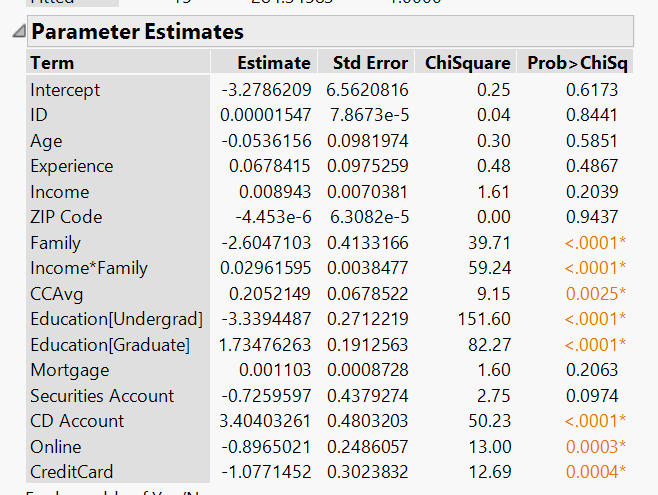 Parameter Estimates
Term Estimate Std Error ChiSquare Prob>ChiSq
Intercept -3.2786209 6.5620816 0.25 0.6173
ID 0.00001547 7.8673e-5 0.04 0.8441
Age -0.0536156 0.0981974 0.30 0.5851
Experience 0.0678415 0.0975259 0.48 0.4867
Income 0.008943 0.0070381 1.61 0.2039
ZIP Code -4.453e-6 6.3082e-5 0.00 0.9437
Family -2.6047103 0.4133166 39.71 <.0001*
Income*Family 0.02961595 0.0038477 59.24 <.0001*
CCAvg 0.2052149 0.0678522 9.15 0.0025*
Education[Undergrad] -3.3394487 0.2712219 151.60 <.0001*
Education[Graduate] 1.73476263 0.1912563 82.27 <.0001*
Mortgage 0.001103 0.0008728 1.60 0.2063
Securities Account -0.7259597 0.4379274 2.75 0.0974
CD Account 3.40403261 0.4803203 50.23 <.0001*
Online -0.8965021 0.2486057 13.00 0.0003*
CreditCard -1.0771452 0.3023832 12.69 0.0004*